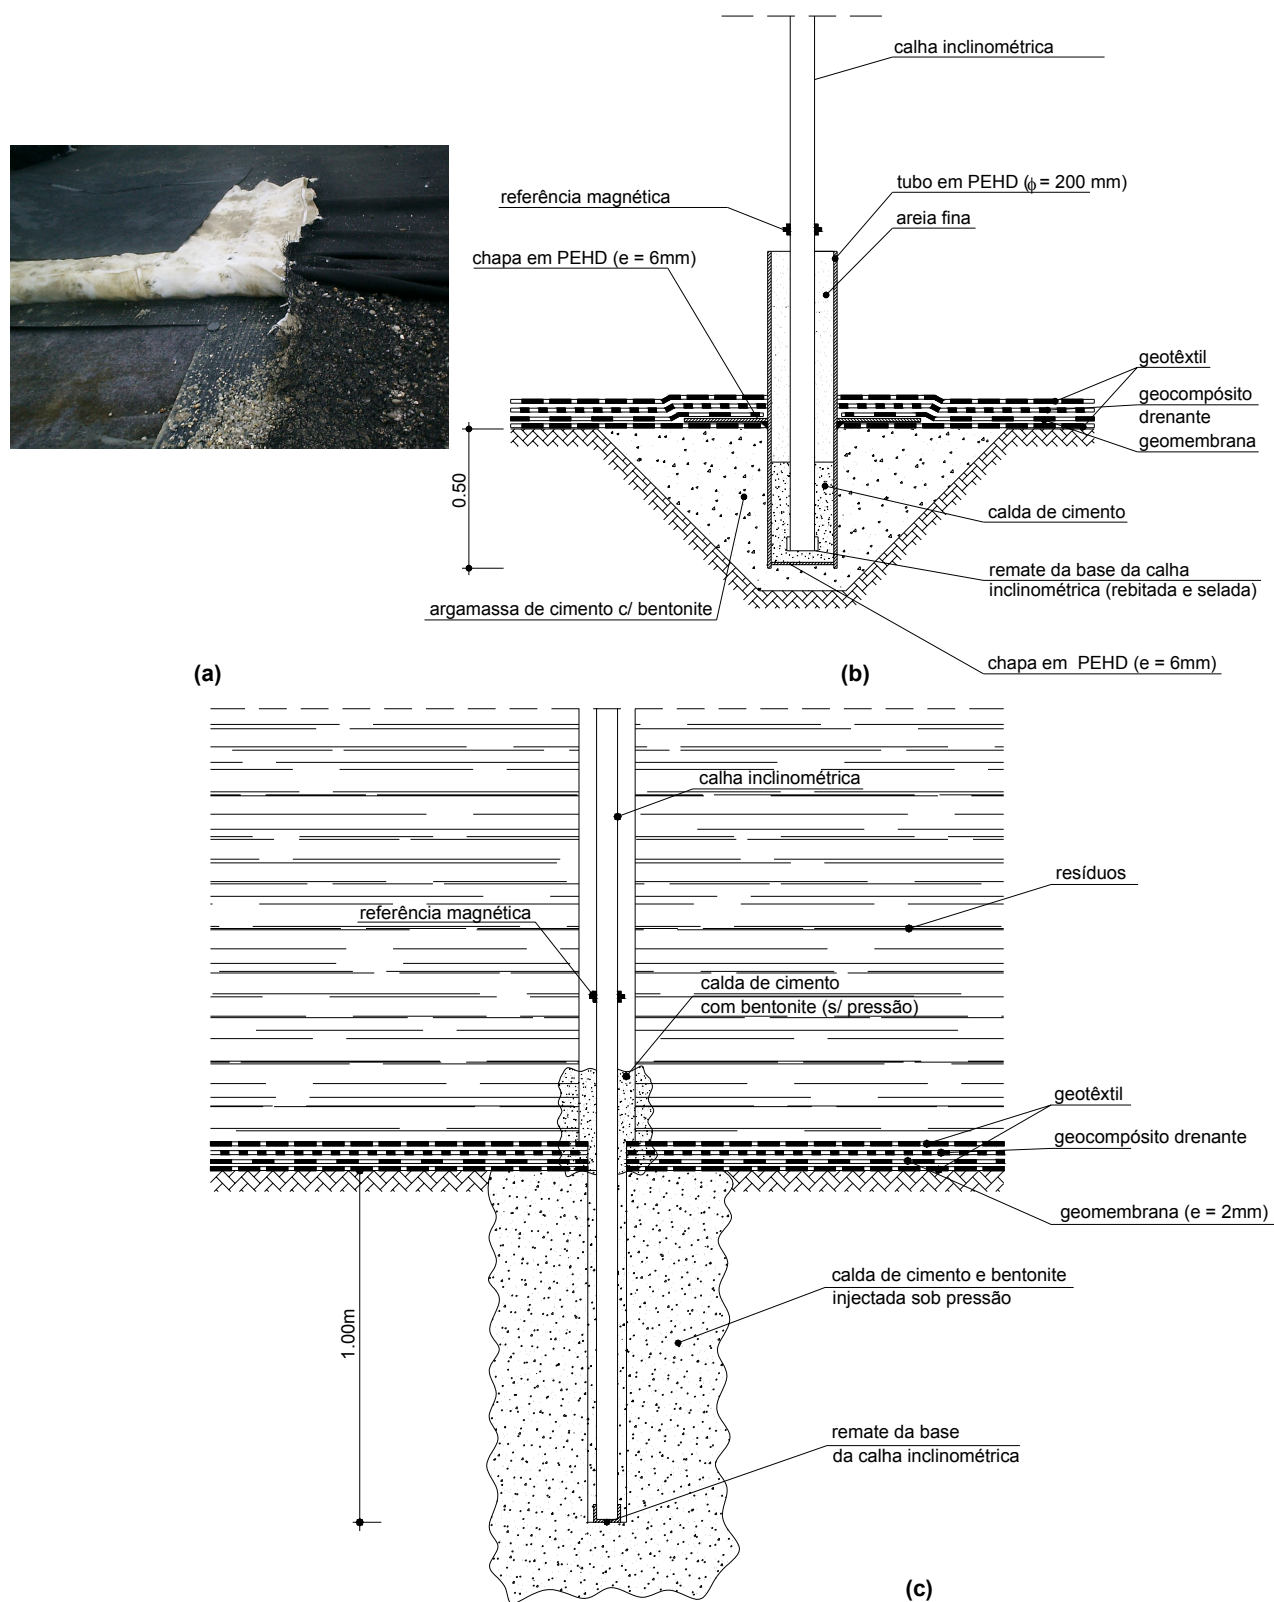 calha inclinométrica
tubo em PEHD (ϕ = 200 mm)
referência magnética
areia fina
chapa em PEHD (e = 6mm)
geotêxtil
geocompósito
drenante
geomembrana
0.50
calda de cimento
remate da base da calha
inclinométrica (rebitada e selada)
argamassa de cimento c/ bentonite
chapa em PEHD (e = 6mm)
(a)
(b)
calha inclinométrica
resíduos
referência magnética
calda de cimento
com bentonite (s/ pressão)
geotêxtil
geocompósito drenante
geomembrana (e = 2mm)
calda de cimento e bentonite
injectada sob pressão
1.00m
remate da base
da calha inclinométrica
(c)